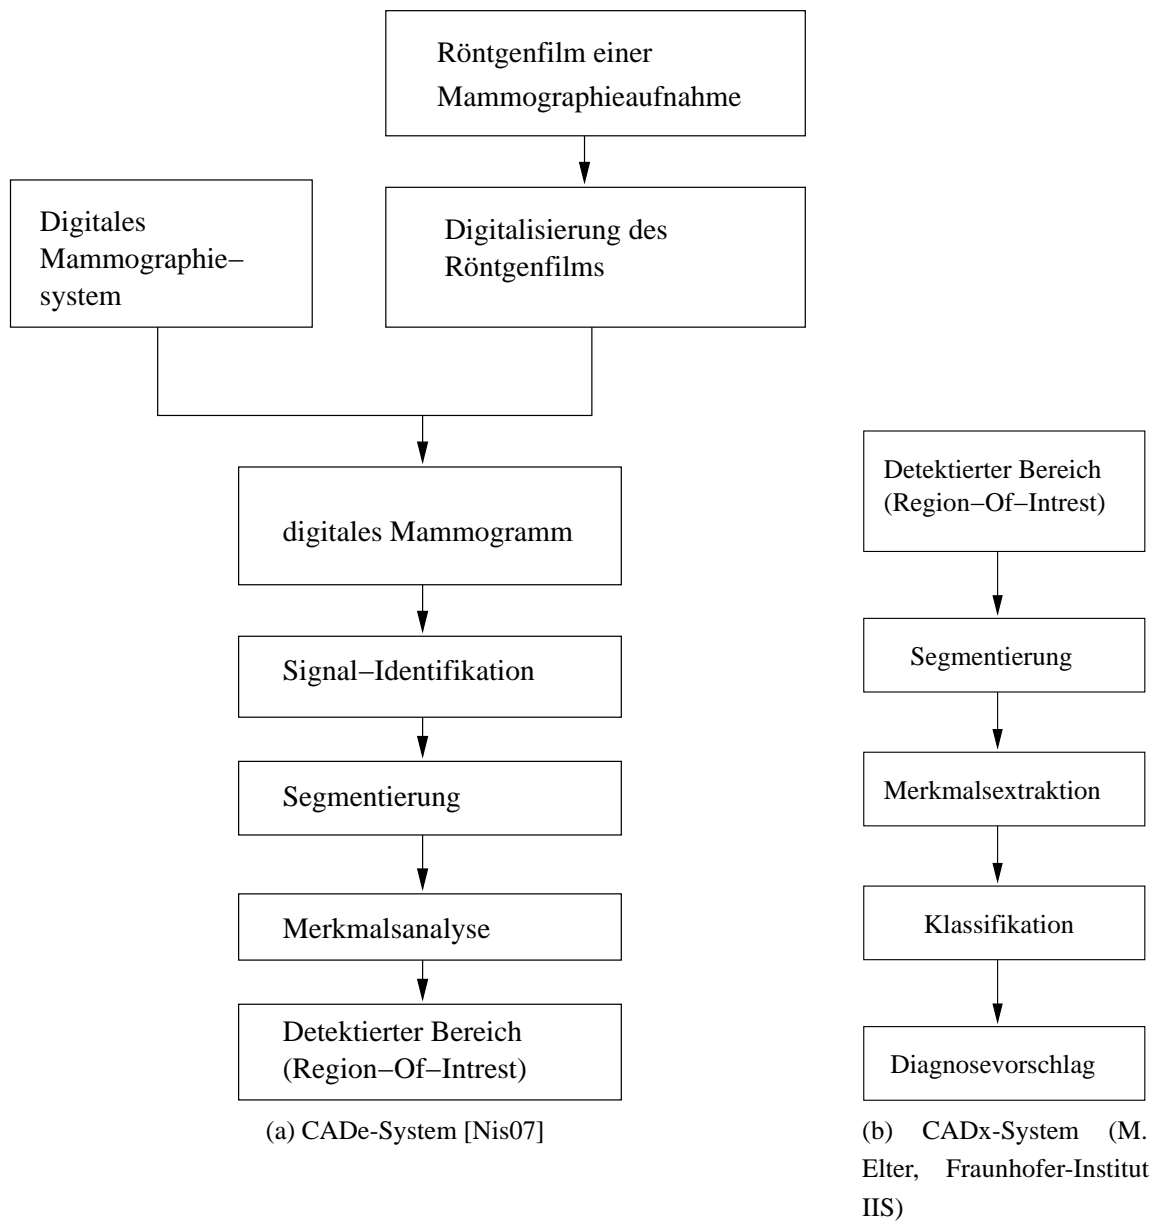 Röntgenfilm einer
Mammographieaufnahme
Digitales
Mammographie–
system
Digitalisierung des
Röntgenfilms
digitales Mammogramm
Signal–Identifikation
Segmentierung
Merkmalsanalyse
Detektierter Bereich
(Region–Of–Intrest)
(a) CADe-System [Nis07]
Detektierter Bereich
(Region–Of–Intrest)
Segmentierung
Merkmalsextraktion
Klassifikation
Diagnosevorschlag
(b) CADx-System (M.
Elter, Fraunhofer-Institut
IIS)